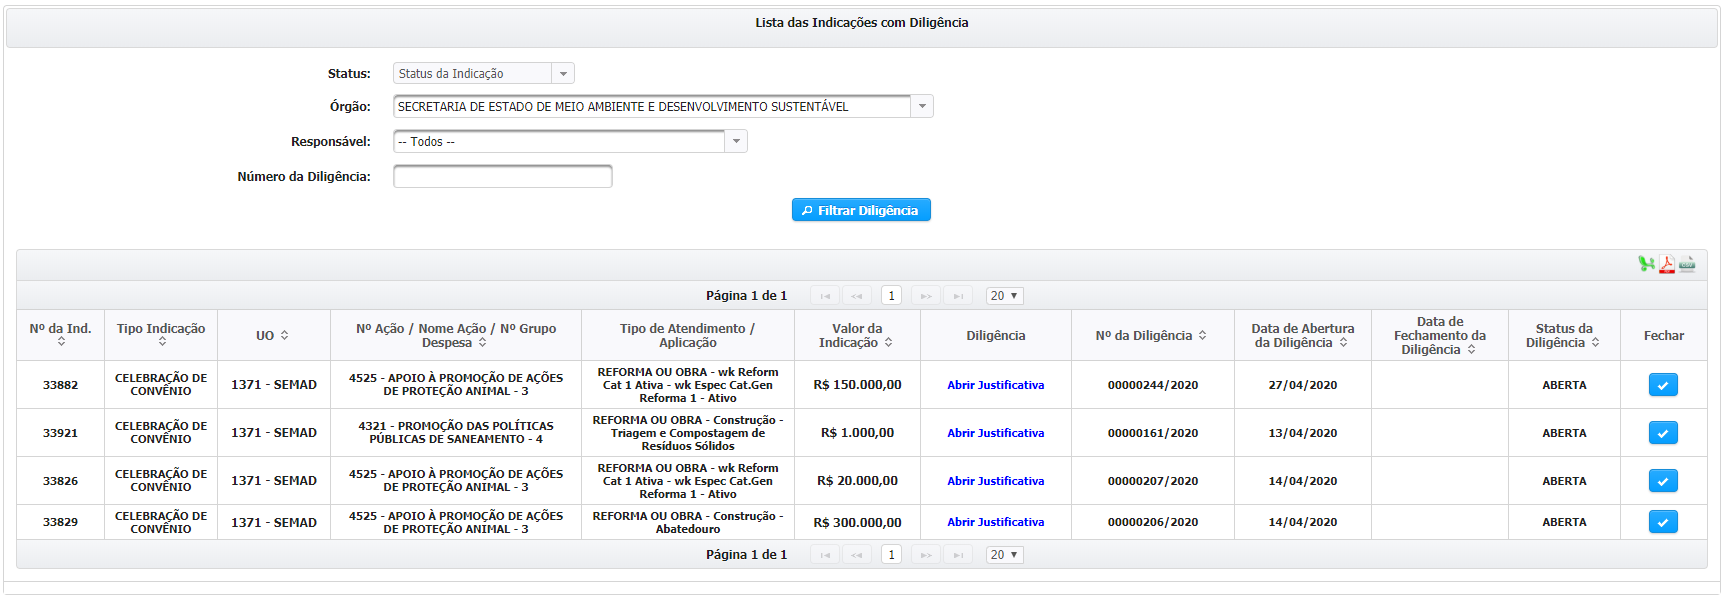 Lista das Indicações com Diligência
Status: Status da Indicação
Órgão: SECRETARIA DE ESTADO DE MEIO AMBIENTE E DESENVOLVIMENTO SUSTENTÁVEL
Responsável: -- Todos --
Número da Diligência:
Filtrar Diligência
Página 1 de 1 1 20
Nº da Ind. Tipo Indicação UO Nº Ação / Nome Ação / Nº Grupo
Despesa Tipo de Atendimento /
Aplicação Valor da
Indicação Diligência Nº da Diligência Data de Abertura
da Diligência Data de
Fechamento da
Diligência Status da
Diligência Fechar
33882 CELEBRAÇÃO DE
CONVÊNIO 1371 - SEMAD 4525 - APOIO À PROMOÇÃO DE AÇÕES
DE PROTEÇÃO ANIMAL - 3 REFORMA OU OBRA - wk Reform
Cat 1 Ativa - wk Espec Cat.Gen
Reforma 1 - Ativo R$ 150.000,00 Abrir Justificativa 00000244/2020 27/04/2020 ABERTA
33921 CELEBRAÇÃO DE
CONVÊNIO 1371 - SEMAD 4321 - PROMOÇÃO DAS POLÍTICAS
PÚBLICAS DE SANEAMENTO - 4 REFORMA OU OBRA - Construção -
Triagem e Compostagem de
Resíduos Sólidos R$ 1.000,00 Abrir Justificativa 00000161/2020 13/04/2020 ABERTA
33826 CELEBRAÇÃO DE
CONVÊNIO 1371 - SEMAD 4525 - APOIO À PROMOÇÃO DE AÇÕES
DE PROTEÇÃO ANIMAL - 3 REFORMA OU OBRA - wk Reform
Cat 1 Ativa - wk Espec Cat.Gen
Reforma 1 - Ativo R$ 20.000,00 Abrir Justificativa 00000207/2020 14/04/2020 ABERTA
33829 CELEBRAÇÃO DE
CONVÊNIO 1371 - SEMAD 4525 - APOIO À PROMOÇÃO DE AÇÕES
DE PROTEÇÃO ANIMAL - 3 REFORMA OU OBRA - Construção -
Abatedouro R$ 300.000,00 Abrir Justificativa 00000206/2020 14/04/2020 ABERTA
Página 1 de 1 1 20